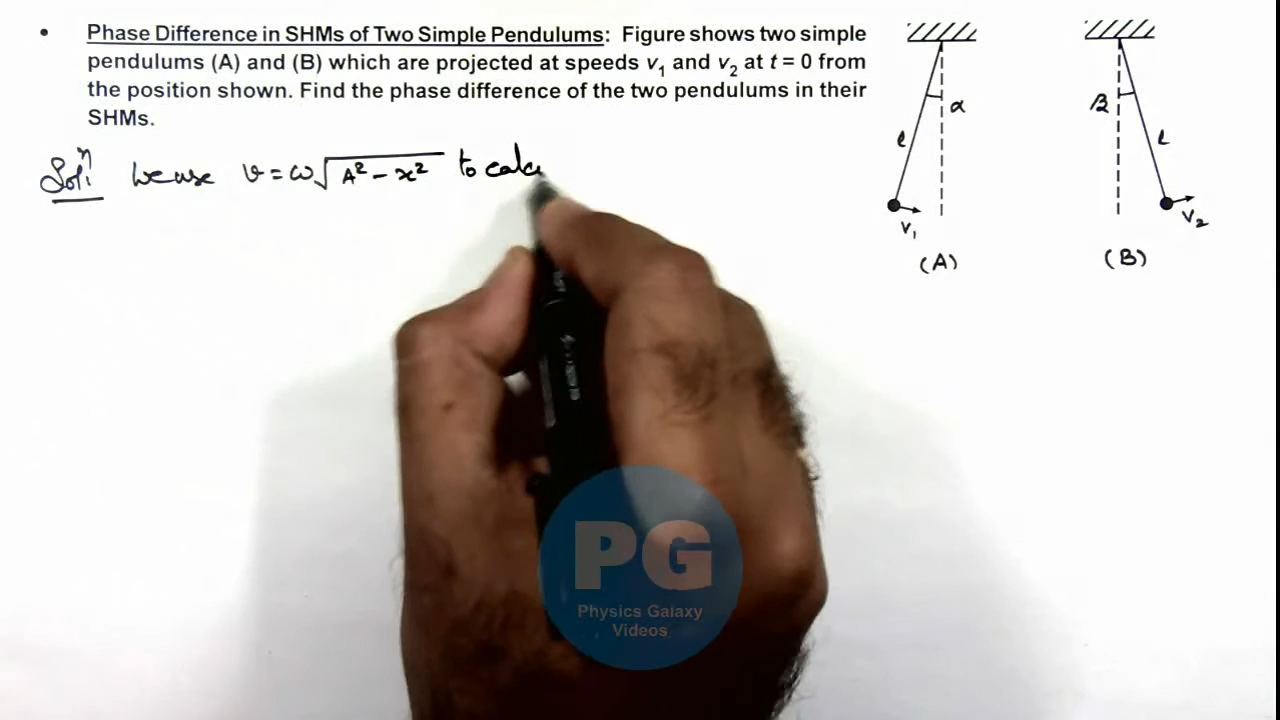 • Phase Difference in SHMs of Two Simple Pendulums: Figure shows two simple
pendulums (A) and (B) which are projected at speeds v₁ and v₂ at t = 0 from
the position shown. Find the phase difference of the two pendulums in their
SHMs.
Solⁿ: We use v = ω√(A² − x²) to calcu
α
l
v₁
(A)
β
l
v₂
(B)
PG
Physics Galaxy
Videos